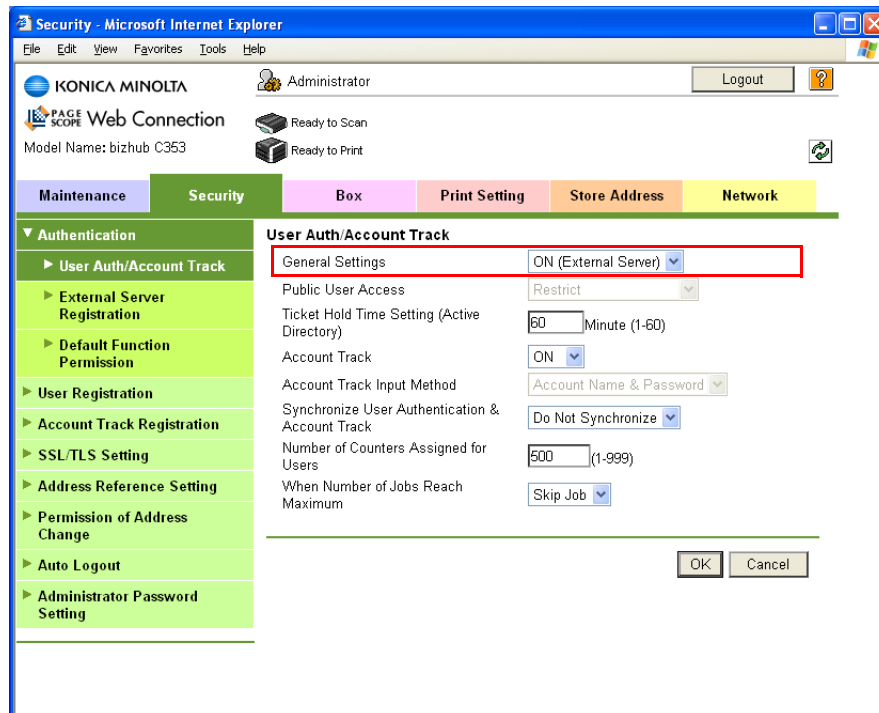 Security - Microsoft Internet Explorer
File Edit View Favorites Tools Help
KONICA MINOLTA
Administrator
Logout
?
PAGE SCOPE Web Connection
Ready to Scan
Model Name: bizhub C353
Ready to Print
Maintenance Security Box Print Setting Store Address Network
Authentication
User Auth/Account Track
External Server
Registration
Default Function
Permission
User Registration
Account Track Registration
SSL/TLS Setting
Address Reference Setting
Permission of Address
Change
Auto Logout
Administrator Password
Setting
User Auth/Account Track
General Settings ON (External Server)
Public User Access Restrict
Ticket Hold Time Setting (Active
Directory) 60 Minute (1-60)
Account Track ON
Account Track Input Method Account Name & Password
Synchronize User Authentication &
Account Track Do Not Synchronize
Number of Counters Assigned for
Users 500 (1-999)
When Number of Jobs Reach
Maximum Skip Job
OK Cancel